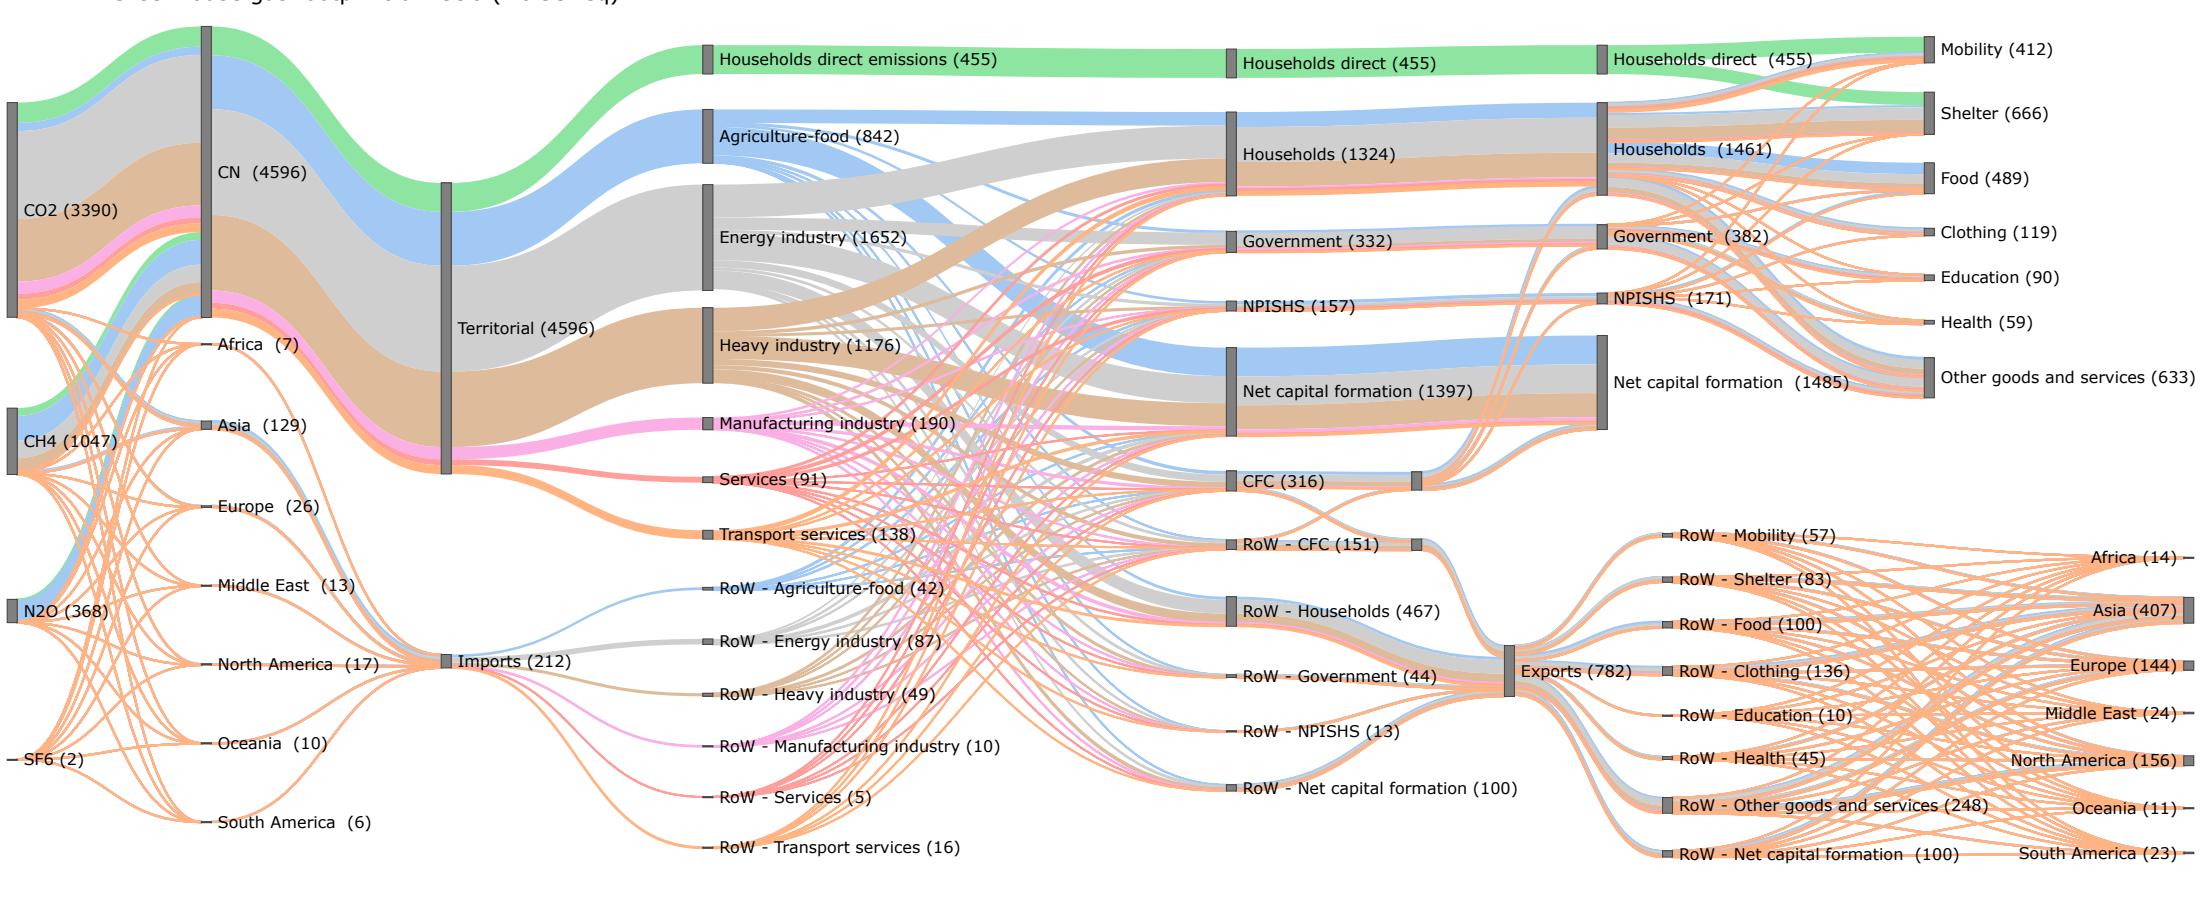 CO2 (3390)
CH4 (1047)
N2O (368)
SF6 (2)
CN (4596)
Africa (7)
Asia (129)
Europe (26)
Middle East (13)
North America (17)
Oceania (10)
South America (6)
Territorial (4596)
Imports (212)
Households direct emissions (455)
Agriculture-food (842)
Energy industry (1652)
Heavy industry (1176)
Manufacturing industry (190)
Services (91)
Transport services (138)
RoW - Agriculture-food (42)
RoW - Energy industry (87)
RoW - Heavy industry (49)
RoW - Manufacturing industry (10)
RoW - Services (5)
RoW - Transport services (16)
Households direct (455)
Households (1324)
Government (332)
NPISHS (157)
Net capital formation (1397)
CFC (316)
RoW - CFC (151)
RoW - Households (467)
RoW - Government (44)
RoW - NPISHS (13)
RoW - Net capital formation (100)
Exports (782)
Households direct (455)
Households (1461)
Government (382)
NPISHS (171)
Net capital formation (1485)
RoW - Mobility (57)
RoW - Shelter (83)
RoW - Food (100)
RoW - Clothing (136)
RoW - Education (10)
RoW - Health (45)
RoW - Other goods and services (248)
RoW - Net capital formation (100)
Mobility (412)
Shelter (666)
Food (489)
Clothing (119)
Education (90)
Health (59)
Other goods and services (633)
Africa (14)
Asia (407)
Europe (144)
Middle East (24)
North America (156)
Oceania (11)
South America (23)